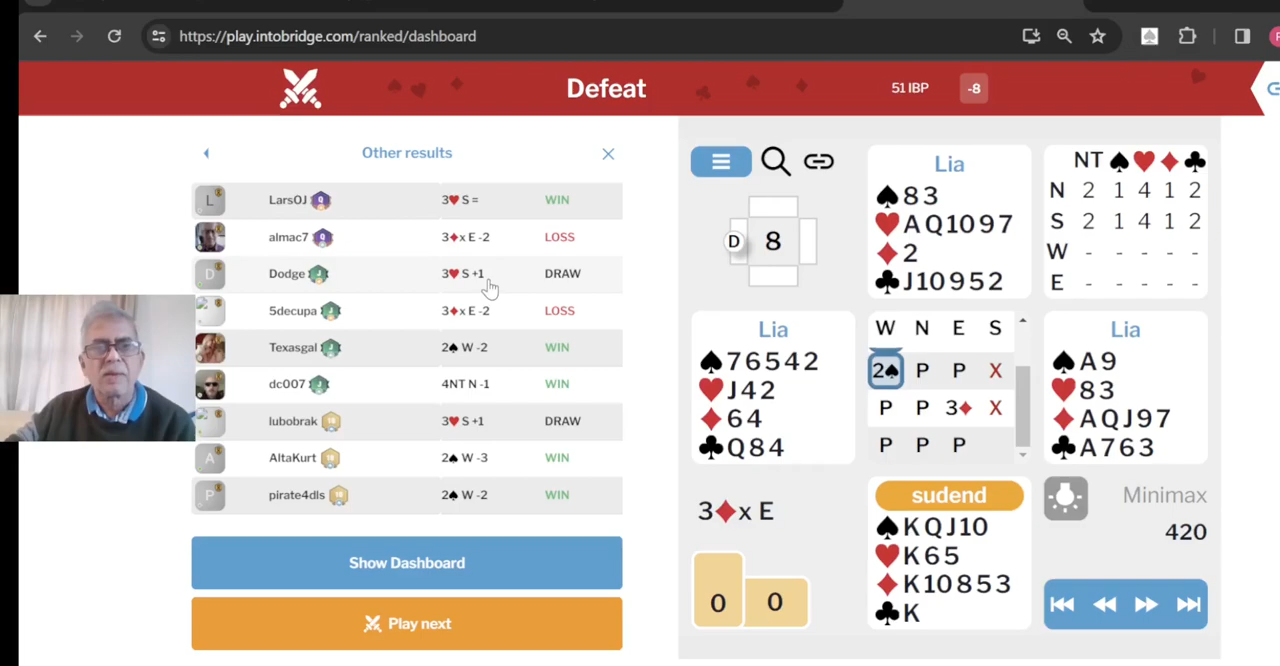 https://play.intobridge.com/ranked/dashboard
Defeat
51 IBP
-8
Other results
L LarsOJ Q 3♥ S = WIN
almac7 Q 3♦x E -2 LOSS
D Dodge J 3♥ S +1 DRAW
5decupa J 3♦x E -2 LOSS
Texasgal J 2♠ W -2 WIN
dc007 J 4NT N -1 WIN
lubobrak 10 3♥ S +1 DRAW
A AltaKurt 10 2♠ W -3 WIN
P pirate4dls 10 2♠ W -2 WIN
Show Dashboard
Play next
D 8
Lia
♠83
♥AQ1097
♦2
♣J10952
NT ♠ ♥ ♦ ♣
N 2 1 4 1 2
S 2 1 4 1 2
W - - - - -
E - - - - -
Lia
♠76542
♥J42
♦64
♣Q84
W N E S
2♠ P P X
P P 3♦ X
P P P
Lia
♠A9
♥83
♦AQJ97
♣A763
3♦x E
0 0
sudend
♠KQJ10
♥K65
♦K10853
♣K
Minimax
420